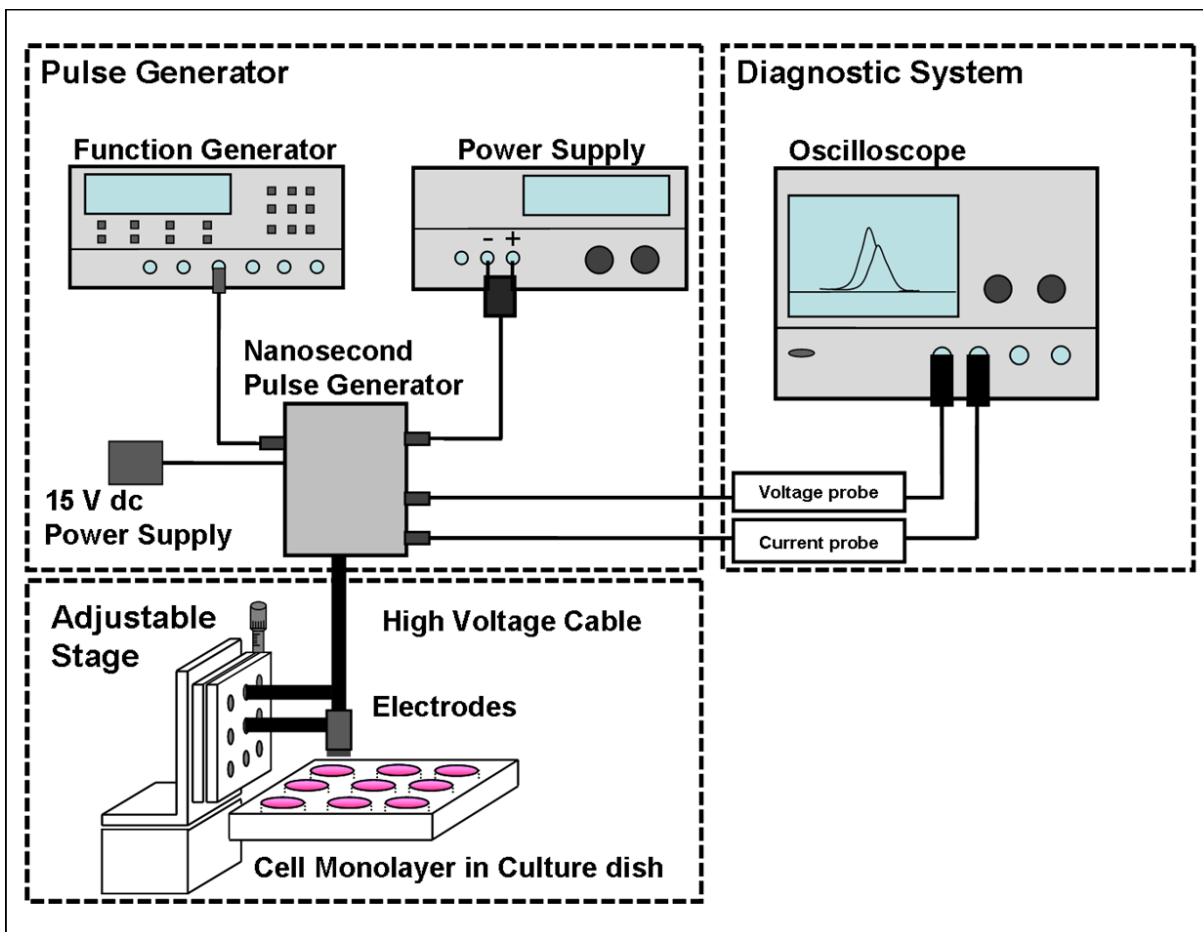 Pulse Generator
Diagnostic System
Function Generator
Power Supply
Oscilloscope
- +
Nanosecond
Pulse Generator
15 V dc
Power Supply
Voltage probe
Current probe
Adjustable
Stage
High Voltage Cable
Electrodes
Cell Monolayer in Culture dish